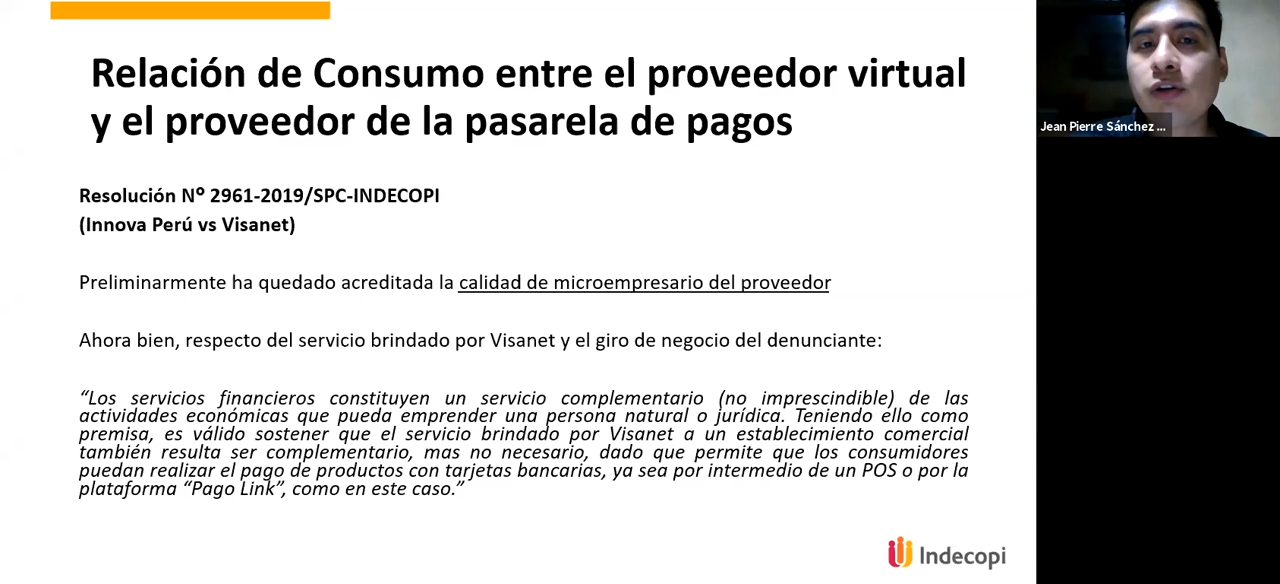 Relación de Consumo entre el proveedor virtual
y el proveedor de la pasarela de pagos
Jean Pierre Sánchez ...
Resolución Nº 2961-2019/SPC-INDECOPI
(Innova Perú vs Visanet)
Preliminarmente ha quedado acreditada la calidad de microempresario del proveedor
Ahora bien, respecto del servicio brindado por Visanet y el giro de negocio del denunciante:
“Los servicios financieros constituyen un servicio complementario (no imprescindible) de las
actividades económicas que pueda emprender una persona natural o jurídica. Teniendo ello como
premisa, es válido sostener que el servicio brindado por Visanet a un establecimiento comercial
también resulta ser complementario, mas no necesario, dado que permite que los consumidores
puedan realizar el pago de productos con tarjetas bancarias, ya sea por intermedio de un POS o por la
plataforma “Pago Link”, como en este caso.”
Indecopi